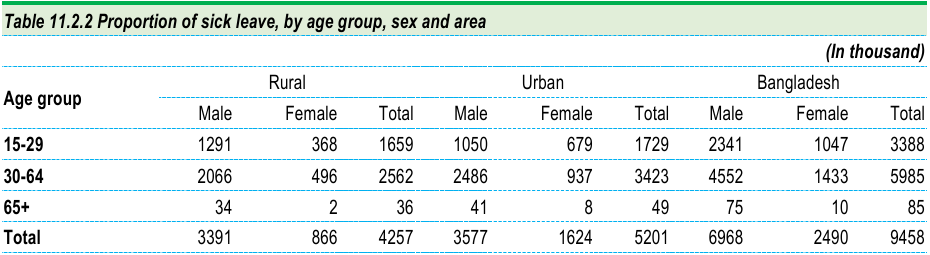 Table 11.2.2 Proportion of sick leave, by age group, sex and area
(In thousand)
Age group Rural Urban Bangladesh
Male Female Total Male Female Total Male Female Total
15-29 1291 368 1659 1050 679 1729 2341 1047 3388
30-64 2066 496 2562 2486 937 3423 4552 1433 5985
65+ 34 2 36 41 8 49 75 10 85
Total 3391 866 4257 3577 1624 5201 6968 2490 9458